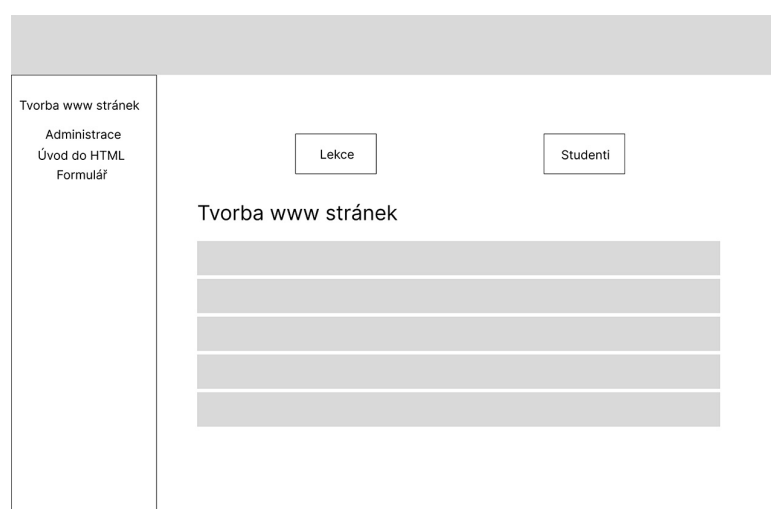 Tvorba www stránek
Administrace
Úvod do HTML
Formulář
Lekce
Studenti
Tvorba www stránek